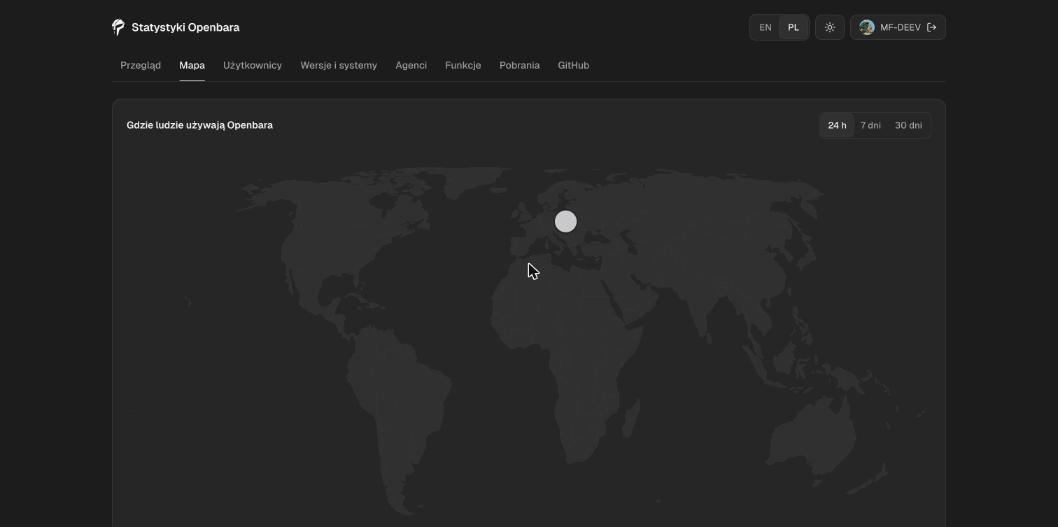 Statystyki Openbara
EN PL MF-DEEV
Przegląd Mapa Użytkownicy Wersje i systemy Agenci Funkcje Pobrania GitHub
Gdzie ludzie używają Openbara
24 h 7 dni 30 dni